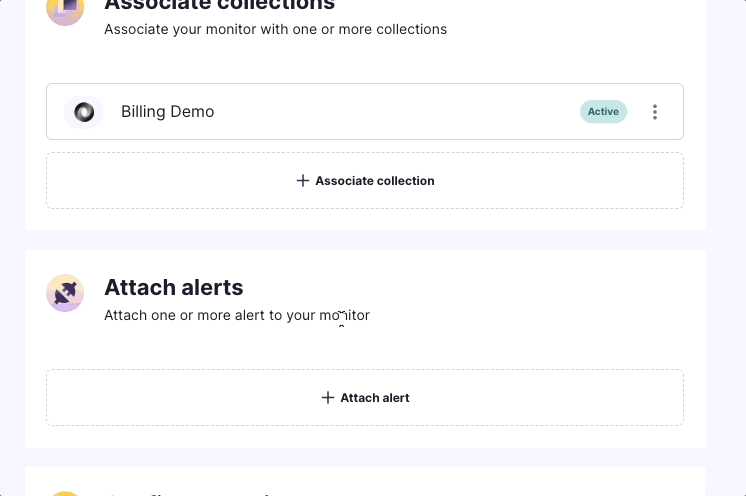 Associate collections
Associate your monitor with one or more collections
Billing Demo
Active
Associate collection
Attach alerts
Attach one or more alert to your monitor
Attach alert